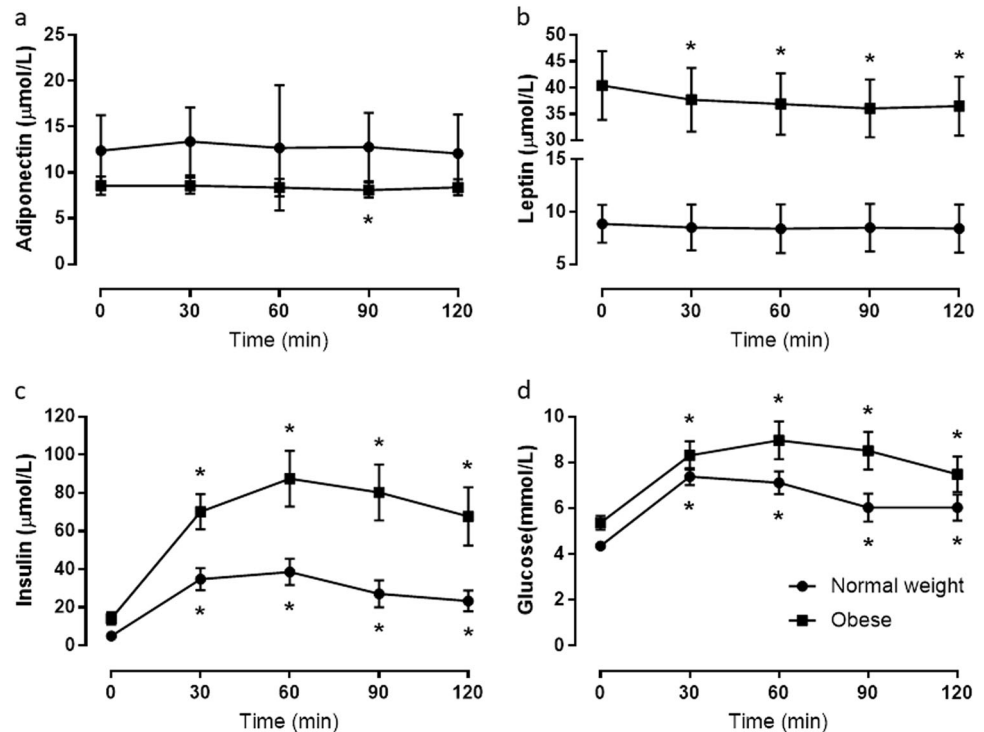 a
25
20
15
10
5
0
Adiponectin (μmol/L)
*
0 30 60 90 120
Time (min)
b
50
45
40
35
30
15
10
5
Leptin (μmol/L)
* * * *
0 30 60 90 120
Time (min)
c
120
100
80
60
40
20
0
Insulin (μmol/L)
* * * *
* * * *
0 30 60 90 120
Time (min)
d
10
8
6
4
2
0
Glucose(mmol/L)
* * * *
* * * *
Normal weight
Obese
0 30 60 90 120
Time (min)